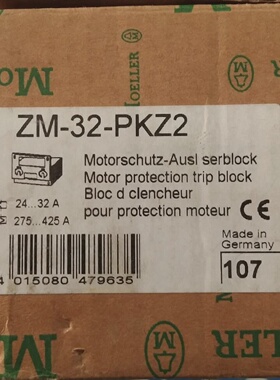 MOELLER
ZM-32-PKZ2
Motorschutz-Ausl serblock
Motor protection trip block
Bloc d clencheur
pour protection moteur CE
24...32 A
275...425 A
Made in
Germany
107
4 015080 479635